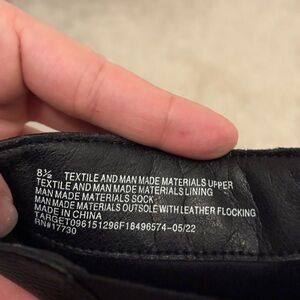 8½ TEXTILE AND MAN MADE MATERIALS UPPER
TEXTILE AND MAN MADE MATERIALS LINING
MAN MADE MATERIALS SOCK
MAN MADE MATERIALS OUTSOLE WITH LEATHER FLOCKING
MADE IN CHINA
TARGET096151296F18496574-05/22
RN#17730